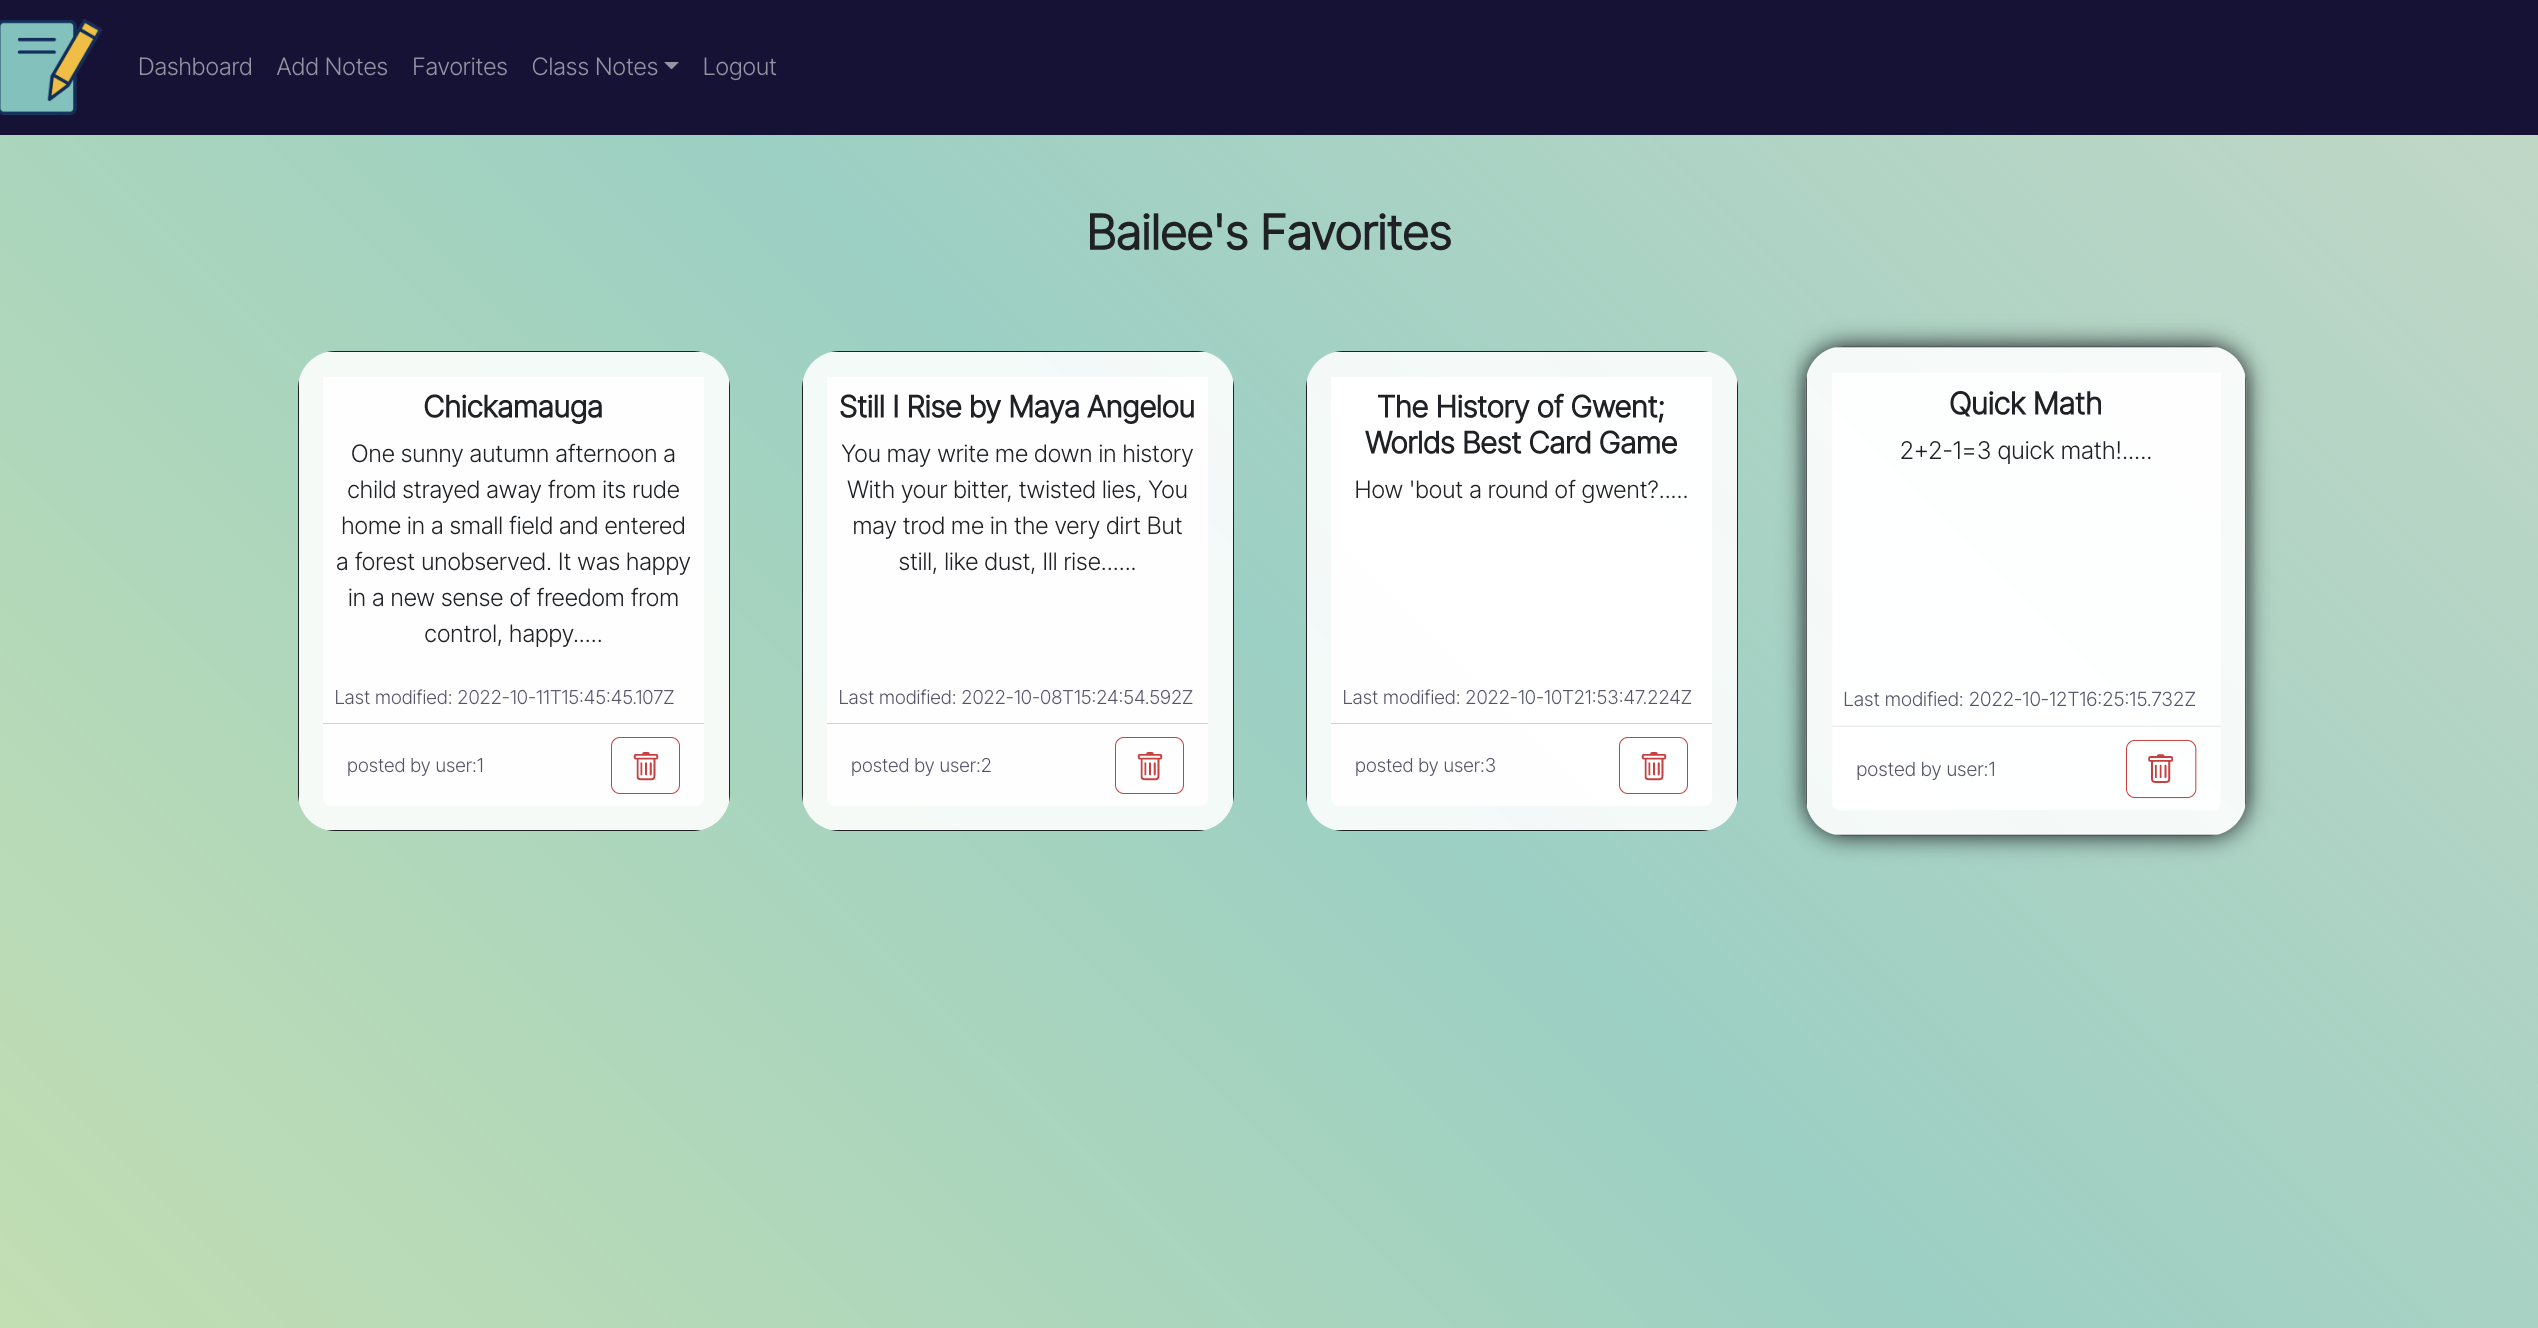 Dashboard Add Notes Favorites Class Notes Logout
Bailee's Favorites
Chickamauga
One sunny autumn afternoon a
child strayed away from its rude
home in a small field and entered
a forest unobserved. It was happy
in a new sense of freedom from
control, happy.....
Last modified: 2022-10-11T15:45:45.107Z
posted by user:1
Still I Rise by Maya Angelou
You may write me down in history
With your bitter, twisted lies, You
may trod me in the very dirt But
still, like dust, Ill rise......
Last modified: 2022-10-08T15:24:54.592Z
posted by user:2
The History of Gwent;
Worlds Best Card Game
How 'bout a round of gwent?.....
Last modified: 2022-10-10T21:53:47.224Z
posted by user:3
Quick Math
2+2-1=3 quick math!.....
Last modified: 2022-10-12T16:25:15.732Z
posted by user:1